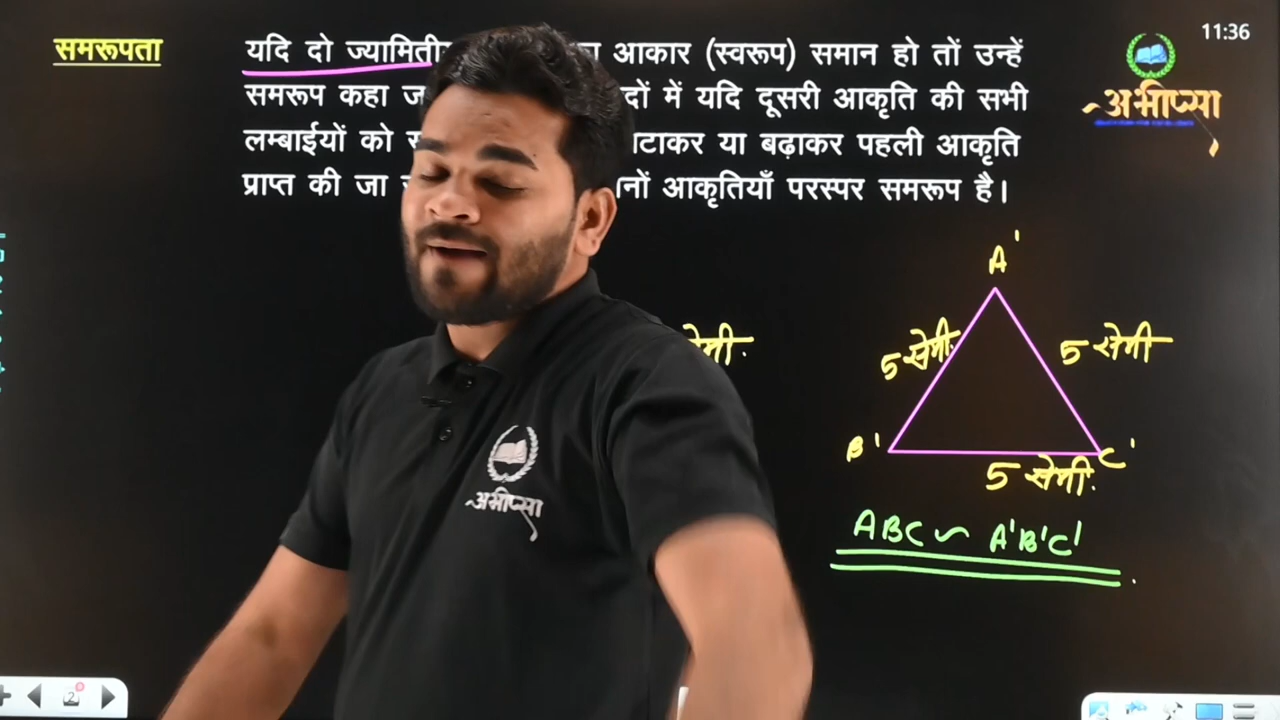 समरूपता
यदि दो ज्यामिती आकार (स्वरूप) समान हो तों उन्हें
समरूप कहा में यदि दूसरी आकृति की सभी
लम्बाईयों को या बढ़ाकर पहली आकृति
प्राप्त की जा आकृतियाँ परस्पर समरूप है।
11:36
अभीप्सा
A'
5 सेमी
5 सेमी
B'
C'
5 सेमी.
ABC ~ A'B'C'
अभीप्सा
2